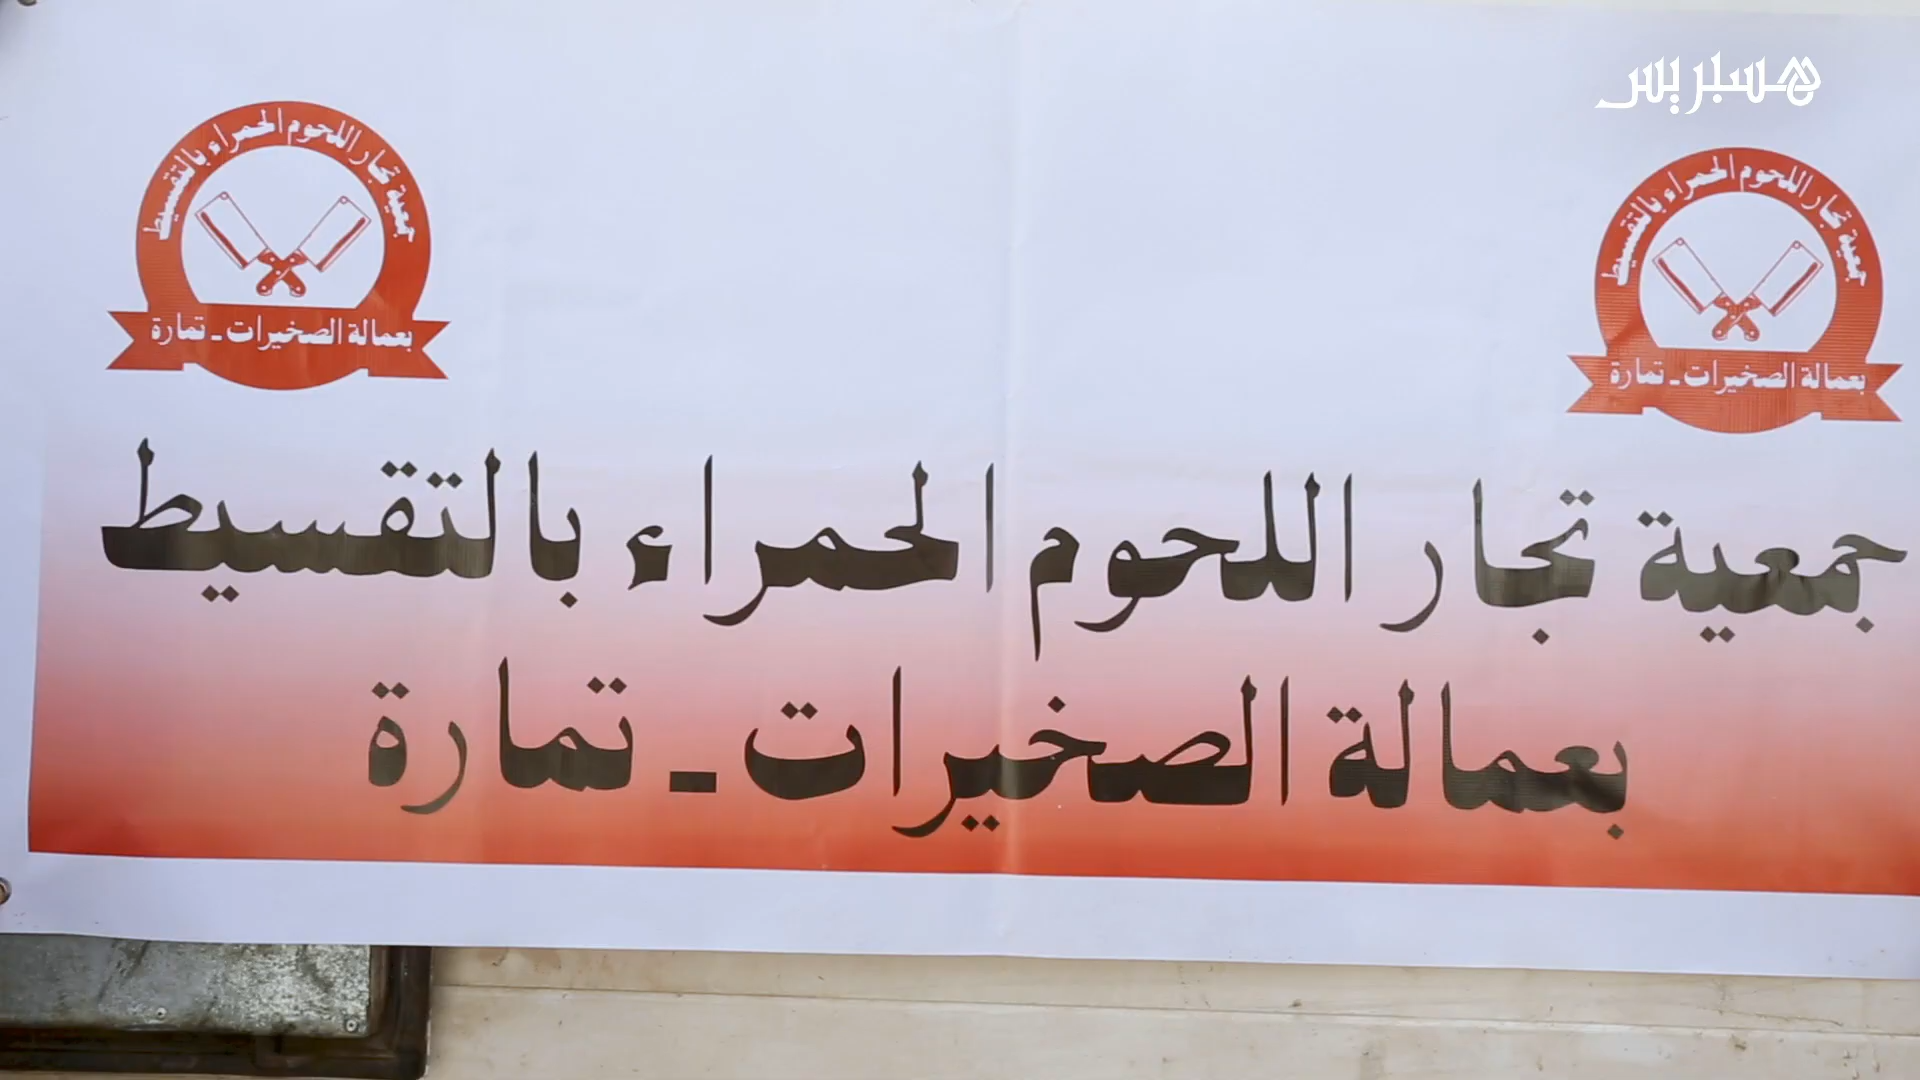 هسبريس
جمعية تجار اللحوم الحمراء بالتقسيط
بعمالة الصخيرات - تمارة
جمعية تجار اللحوم الحمراء بالتقسيط
بعمالة الصخيرات - تمارة
جمعية تجار اللحوم الحمراء بالتقسيط
بعمالة الصخيرات - تمارة